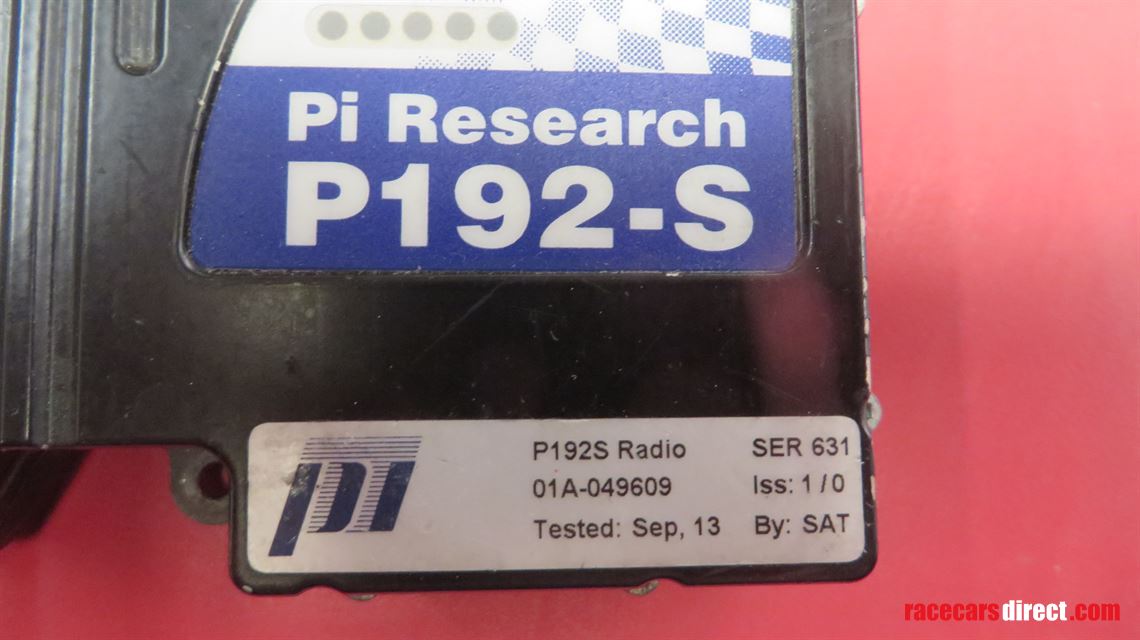 Pi Research
P192-S
pi
P192S Radio SER 631
01A-049609 Iss: 1 / 0
Tested: Sep, 13 By: SAT
racecarsdirect.com